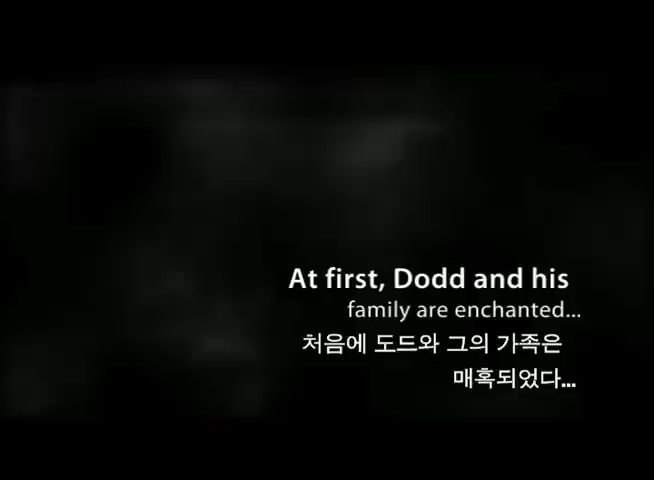 At first, Dodd and his
family are enchanted...
처음에 도드와 그의 가족은
매혹되었다...